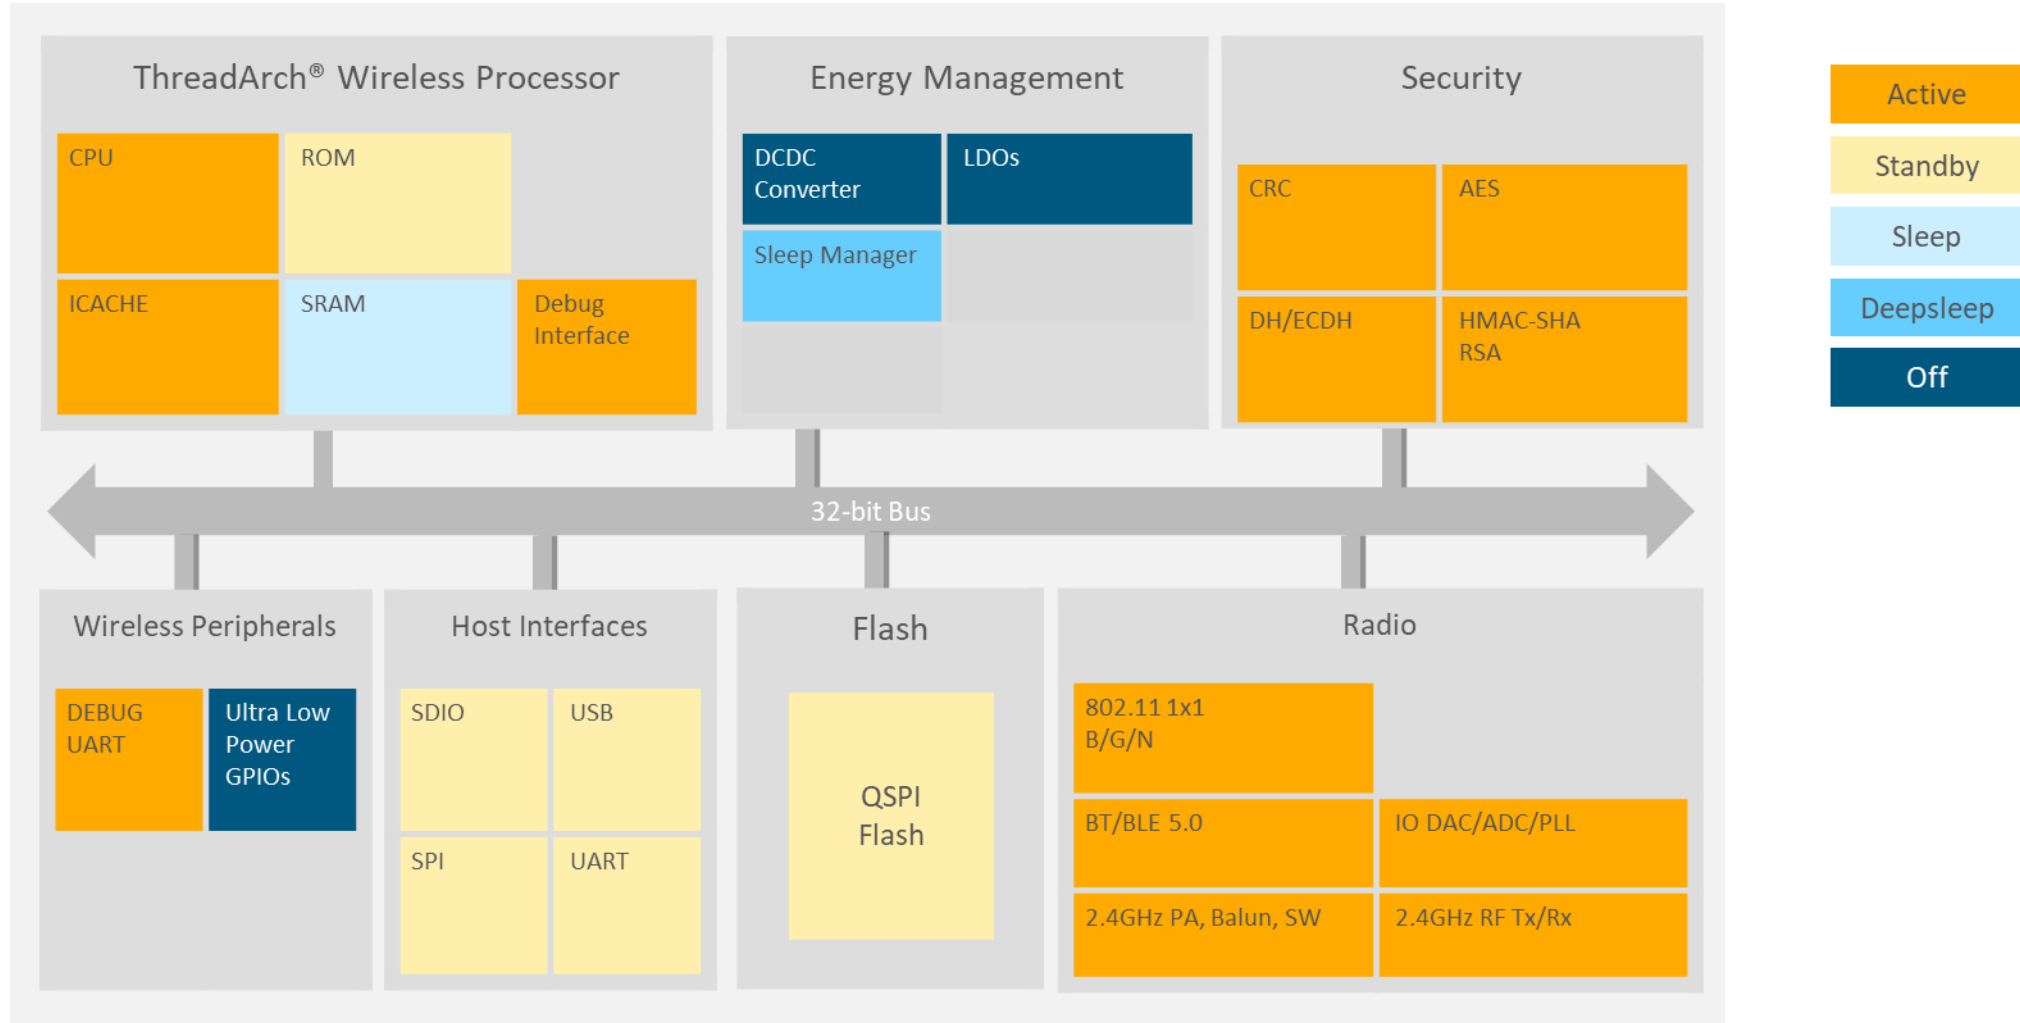 ThreadArch® Wireless Processor
CPU
ROM
ICACHE
SRAM
Debug
Interface
Energy Management
DCDC
Converter
LDOs
Sleep Manager
Security
CRC
AES
DH/ECDH
HMAC-SHA
RSA
Active
Standby
Sleep
Deepsleep
Off
32-bit Bus
Wireless Peripherals
DEBUG
UART
Ultra Low
Power
GPIOs
Host Interfaces
SDIO
USB
SPI
UART
Flash
QSPI
Flash
Radio
802.11 1x1
B/G/N
BT/BLE 5.0
IO DAC/ADC/PLL
2.4GHz PA, Balun, SW
2.4GHz RF Tx/Rx